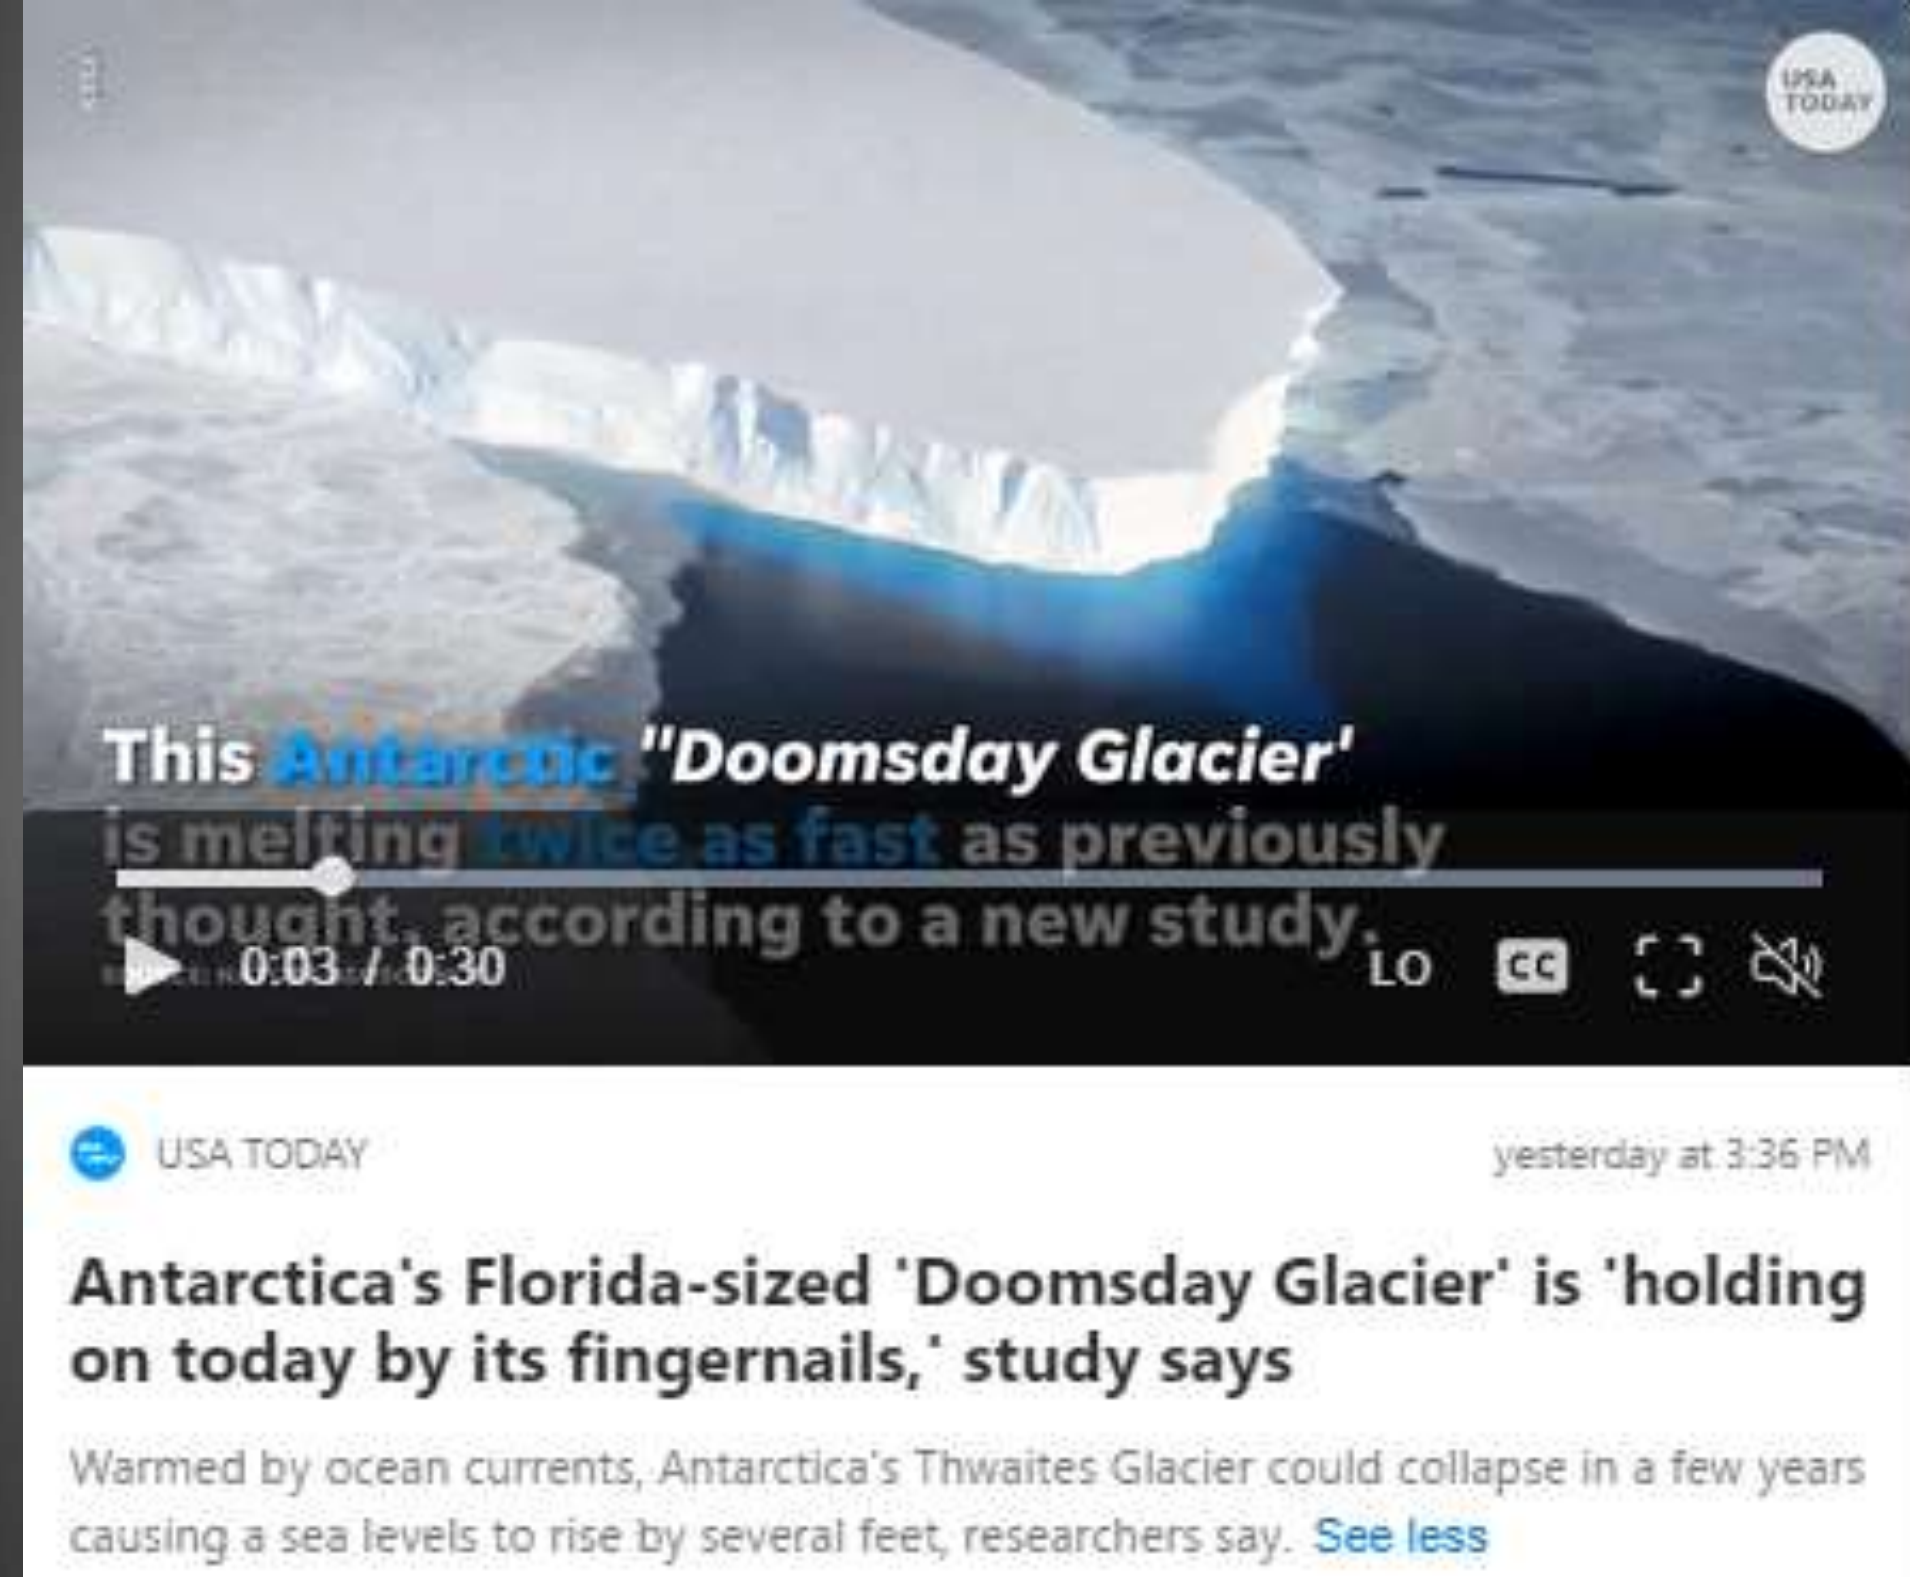 USA
TODAY
This Antarctic "Doomsday Glacier'
is melting twice as fast as previously
thought, according to a new study.
0:03 / 0:30
LO
CC
USA TODAY
yesterday at 3:36 PM
Antarctica's Florida-sized 'Doomsday Glacier' is 'holding
on today by its fingernails,' study says
Warmed by ocean currents, Antarctica's Thwaites Glacier could collapse in a few years
causing a sea levels to rise by several feet, researchers say. See less